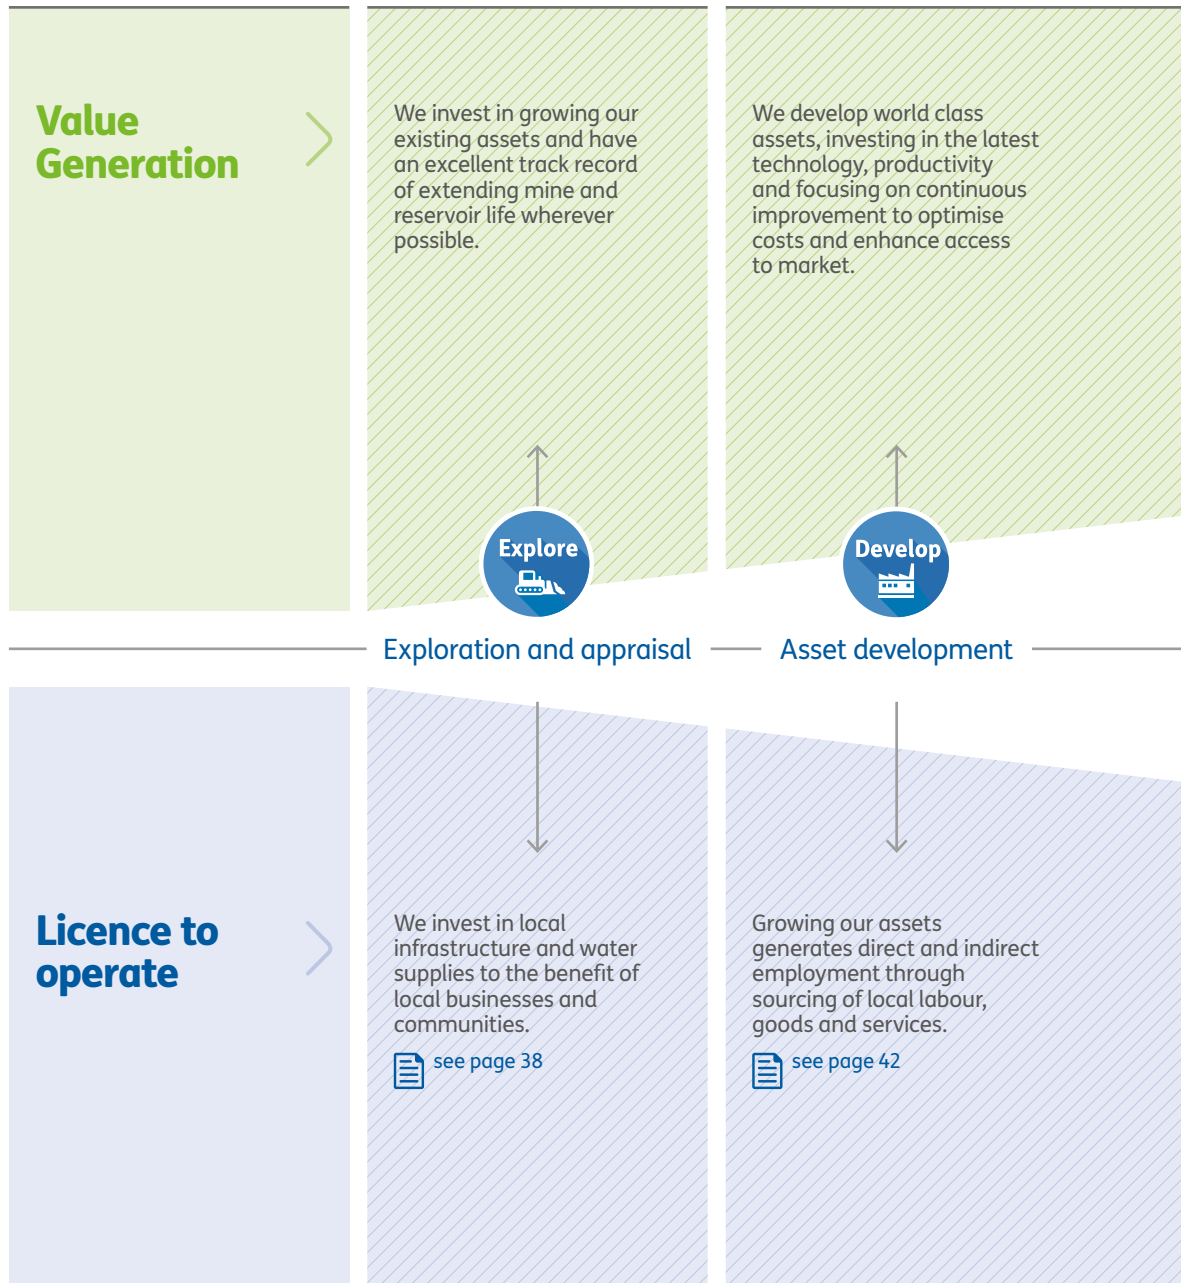 Value
Generation
We invest in growing our
existing assets and have
an excellent track record
of extending mine and
reservoir life wherever
possible.
We develop world class
assets, investing in the latest
technology, productivity
and focusing on continuous
improvement to optimise
costs and enhance access
to market.
Explore
Develop
Exploration and appraisal
Asset development
Licence to
operate
We invest in local
infrastructure and water
supplies to the benefit of
local businesses and
communities.
see page 38
Growing our assets
generates direct and indirect
employment through
sourcing of local labour,
goods and services.
see page 42